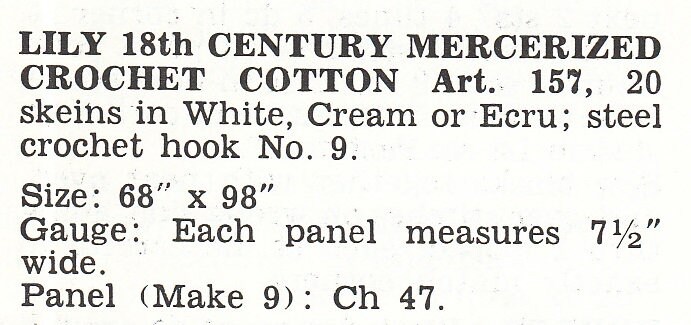 LILY 18th CENTURY MERCERIZED
CROCHET COTTON Art. 157, 20
skeins in White, Cream or Ecru; steel
crochet hook No. 9.
Size: 68" x 98"
Gauge: Each panel measures 7½"
wide.
Panel (Make 9): Ch 47.